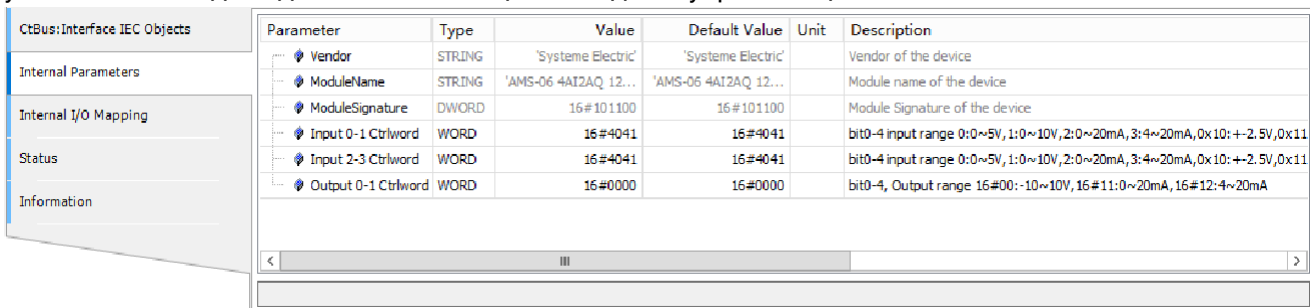 CtBus:Interface IEC Objects
Internal Parameters
Internal I/O Mapping
Status
Information
Parameter Type Value Default Value Unit Description
Vendor STRING 'Systeme Electric' 'Systeme Electric' Vendor of the device
ModuleName STRING 'AMS-06 4AI2AQ 12... 'AMS-06 4AI2AQ 12... Module name of the device
ModuleSignature DWORD 16#101100 16#101100 Module Signature of the device
Input 0-1 Ctrlword WORD 16#4041 16#4041 bit0-4 input range 0:0~5V,1:0~10V,2:0~20mA,3:4~20mA,0x10:+-2.5V,0x11
Input 2-3 Ctrlword WORD 16#4041 16#4041 bit0-4 input range 0:0~5V,1:0~10V,2:0~20mA,3:4~20mA,0x10:+-2.5V,0x11
Output 0-1 Ctrlword WORD 16#0000 16#0000 bit0-4, Output range 16#00:-10~10V,16#11:0~20mA,16#12:4~20mA